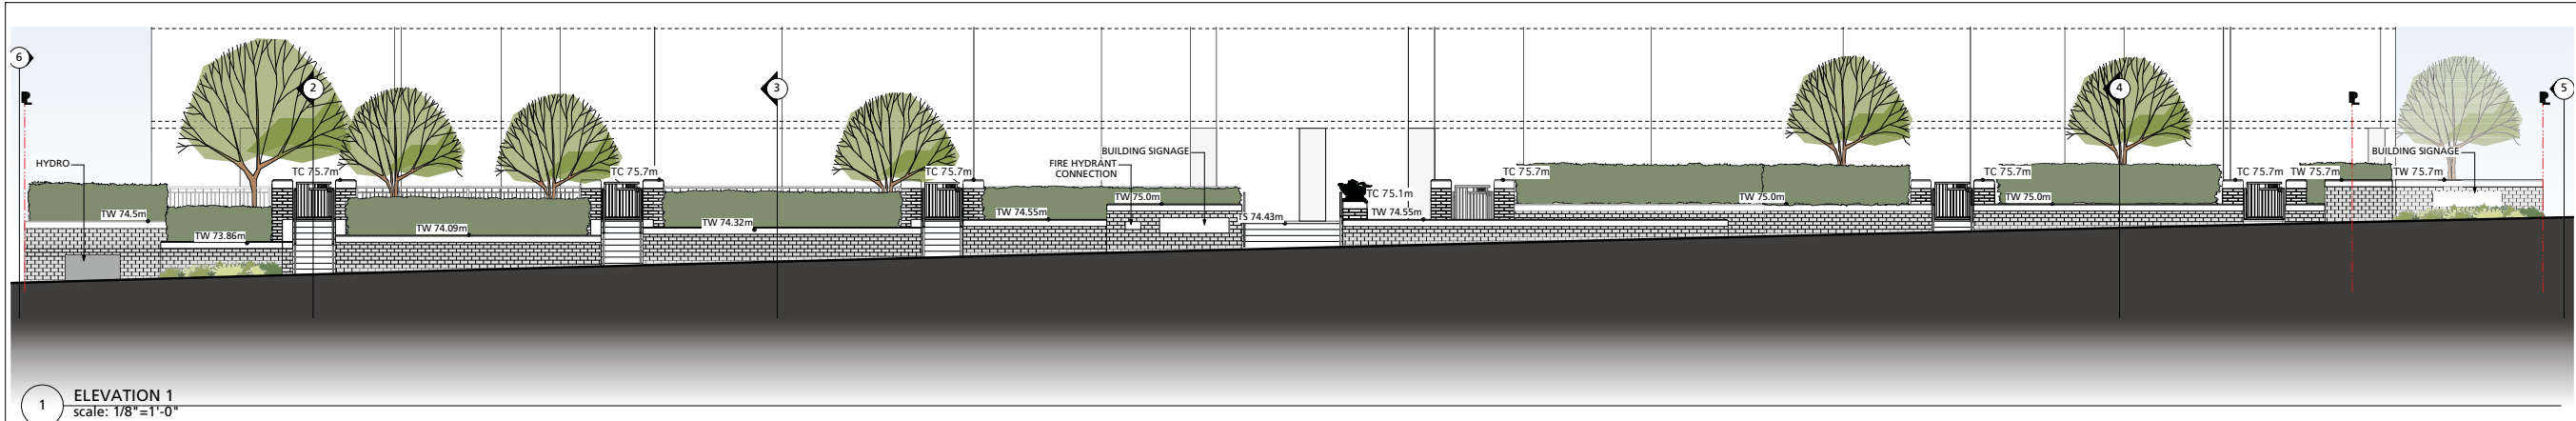 6
2
3
4
5
PL
PL
PL
HYDRO
BUILDING SIGNAGE
FIRE HYDRANT
CONNECTION
BUILDING SIGNAGE
TC 75.7m
TC 75.7m
TC 75.7m
TC 75.1m
TC 75.7m
TC 75.7m
TC 75.7m
TW 75.7m
TW 75.7m
TW 74.5m
TW 73.86m
TW 74.09m
TW 74.32m
TW 74.55m
TW 75.0m
TS 74.43m
TW 74.55m
TW 75.0m
TW 75.0m
1
ELEVATION 1
scale: 1/8"=1'-0"